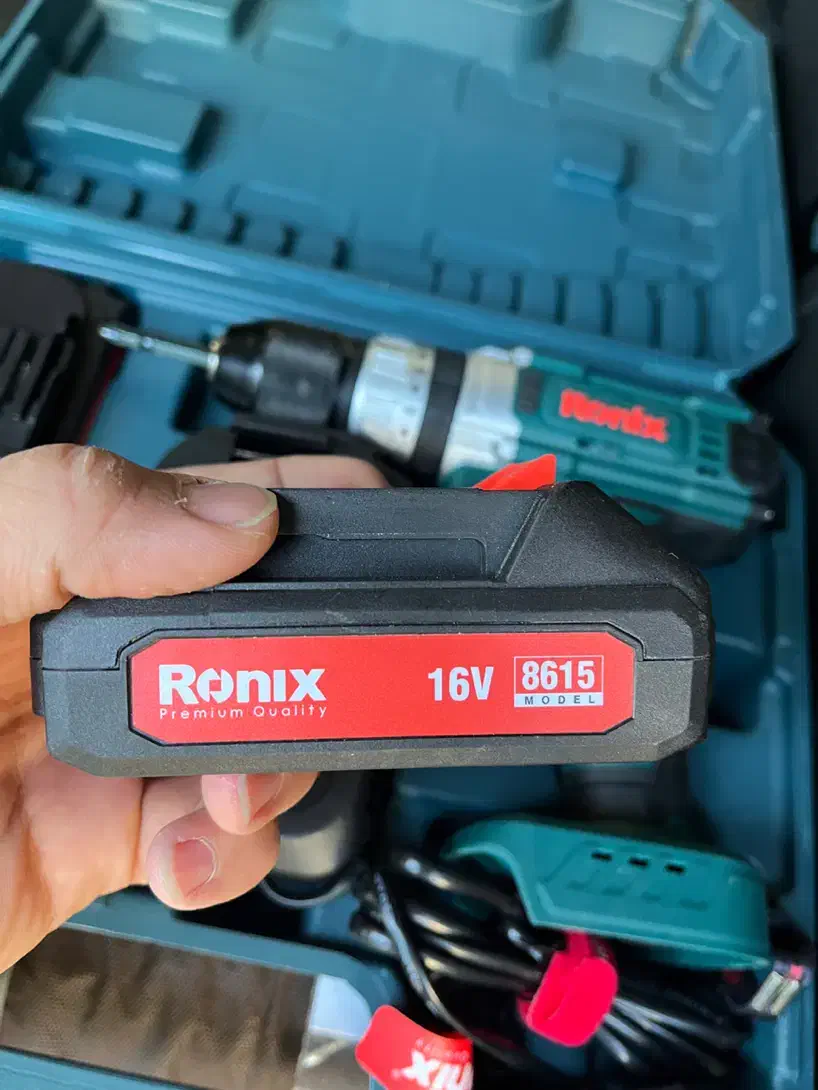 Ronix
Ronix
Premium Quality
16V
8615
MODEL